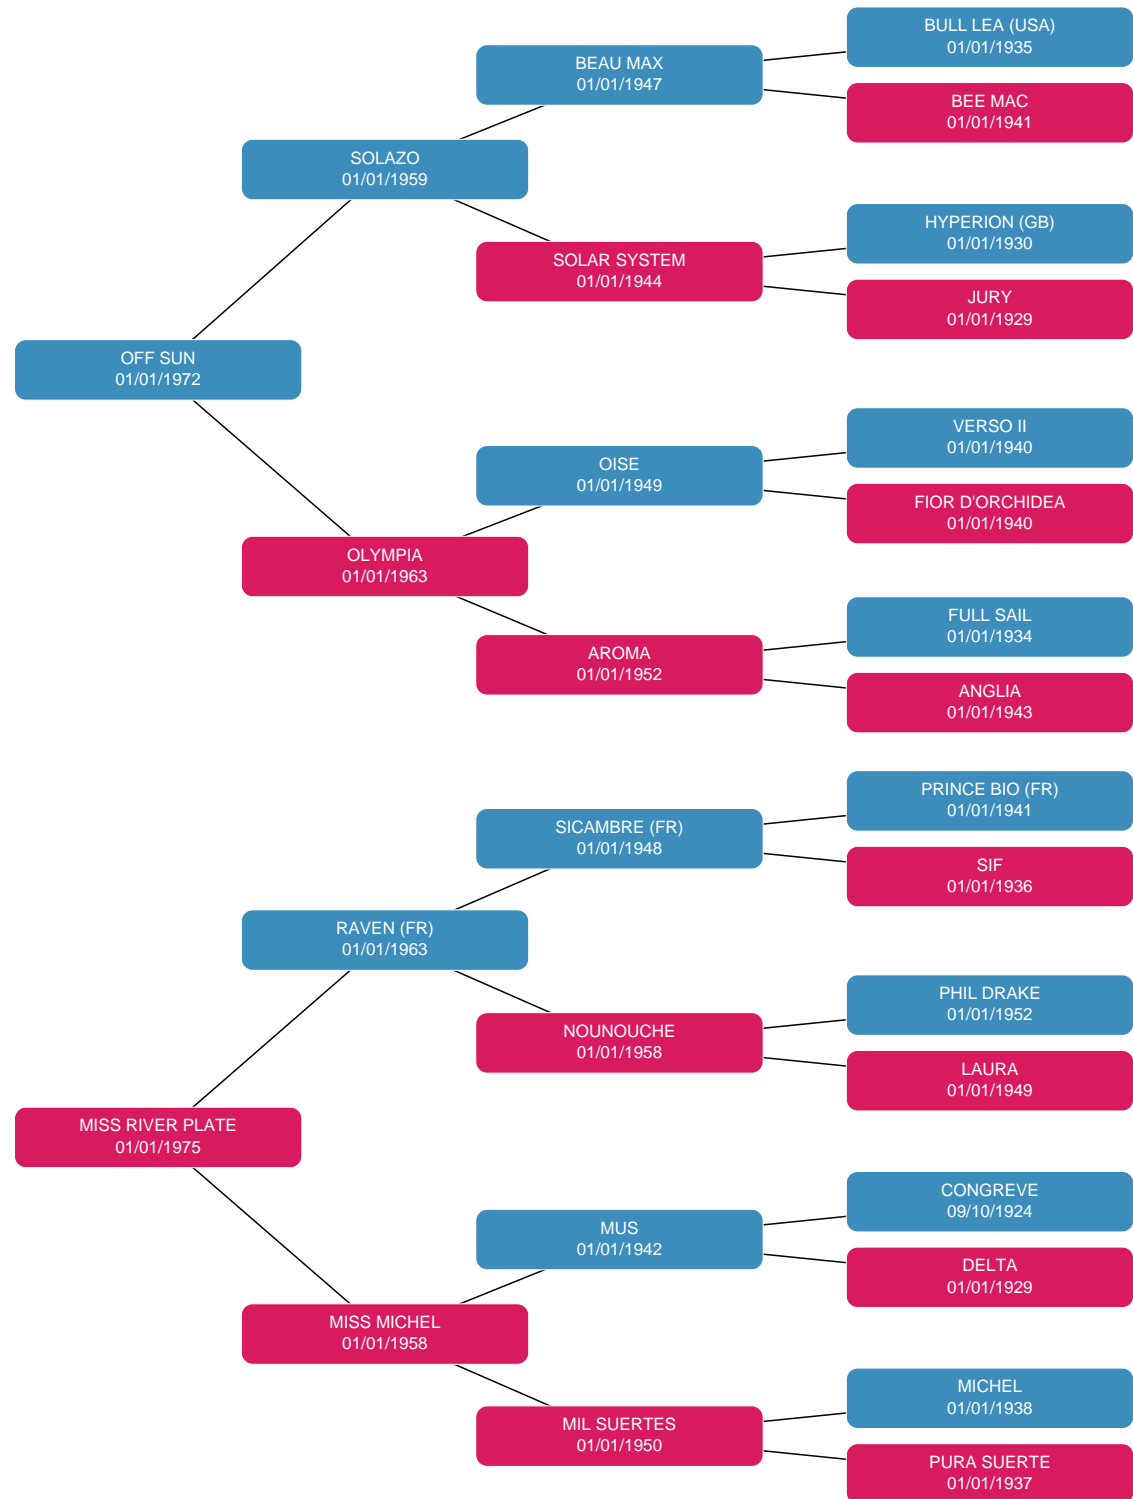 BULL LEA (USA)
01/01/1935
BEAU MAX
01/01/1947
BEE MAC
01/01/1941
SOLAZO
01/01/1959
HYPERION (GB)
01/01/1930
SOLAR SYSTEM
01/01/1944
JURY
01/01/1929
OFF SUN
01/01/1972
VERSO II
01/01/1940
OISE
01/01/1949
FIOR D'ORCHIDEA
01/01/1940
OLYMPIA
01/01/1963
FULL SAIL
01/01/1934
AROMA
01/01/1952
ANGLIA
01/01/1943
PRINCE BIO (FR)
01/01/1941
SICAMBRE (FR)
01/01/1948
SIF
01/01/1936
RAVEN (FR)
01/01/1963
PHIL DRAKE
01/01/1952
NOUNOUCHE
01/01/1958
LAURA
01/01/1949
MISS RIVER PLATE
01/01/1975
CONGREVE
09/10/1924
MUS
01/01/1942
DELTA
01/01/1929
MISS MICHEL
01/01/1958
MICHEL
01/01/1938
MIL SUERTES
01/01/1950
PURA SUERTE
01/01/1937